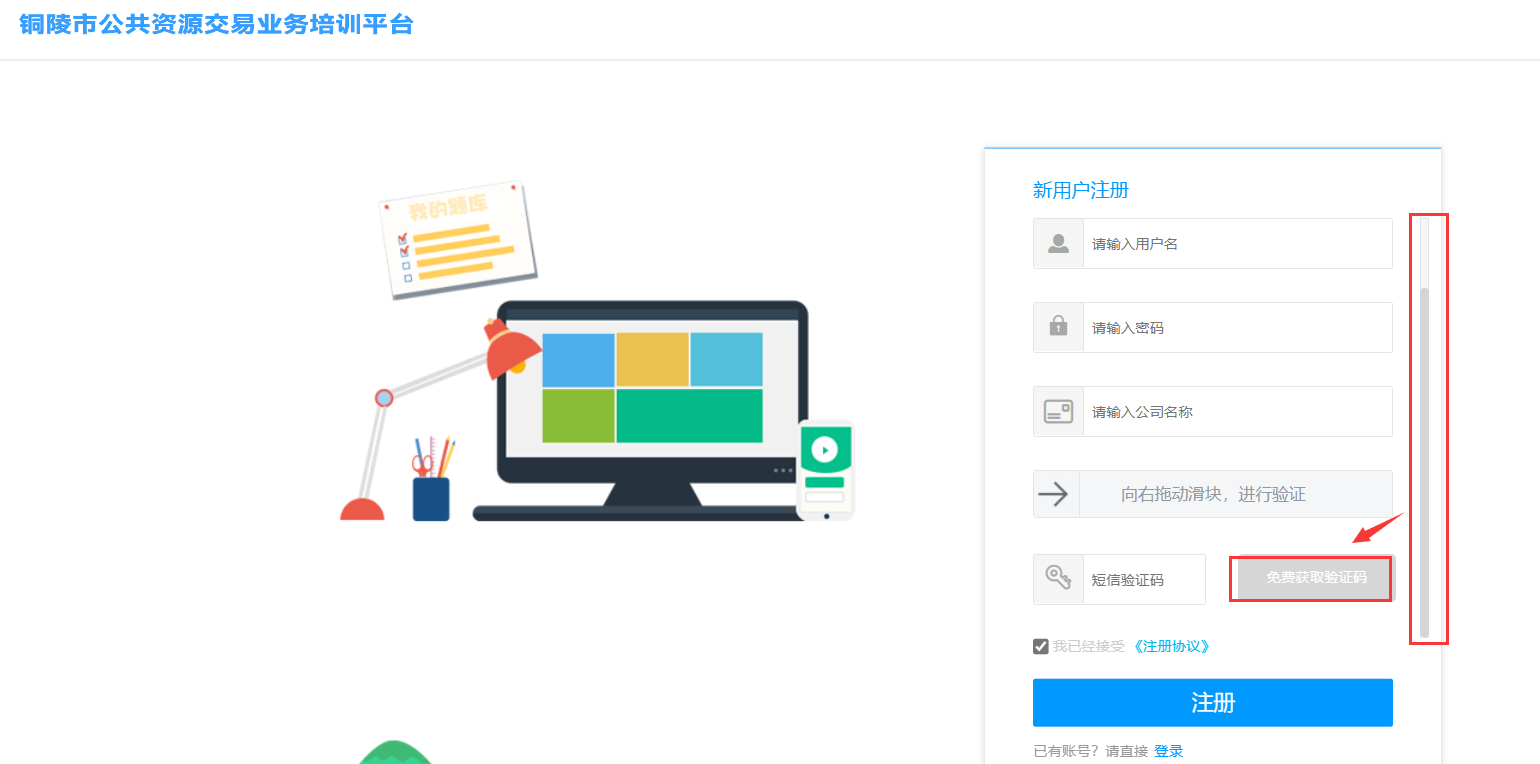 铜陵市公共资源交易业务培训平台
我的题库
新用户注册
请输入用户名
请输入密码
请输入公司名称
向右拖动滑块，进行验证
短信验证码
免费获取验证码
我已经接受 《注册协议》
注册
已有账号？请直接 登录